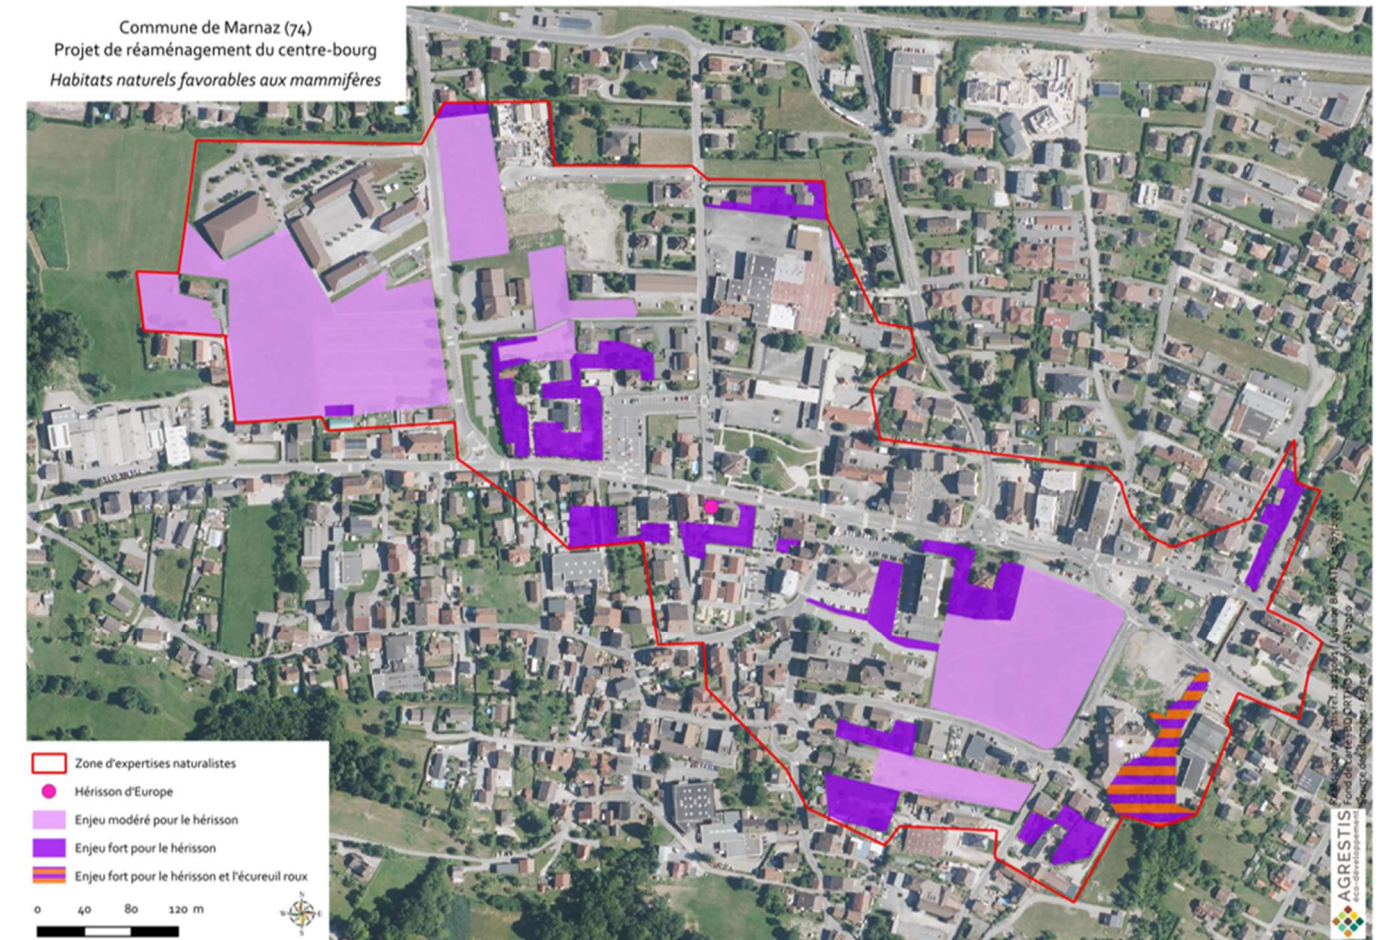 Commune de Marnaz (74)
Projet de réaménagement du centre-bourg
Habitats naturels favorables aux mammifères
Zone d'expertises naturalistes
Hérisson d'Europe
Enjeu modéré pour le hérisson
Enjeu fort pour le hérisson
Enjeu fort pour le hérisson et l'écureuil roux
0 40 80 120 m
AGRESTIS
éco-développement